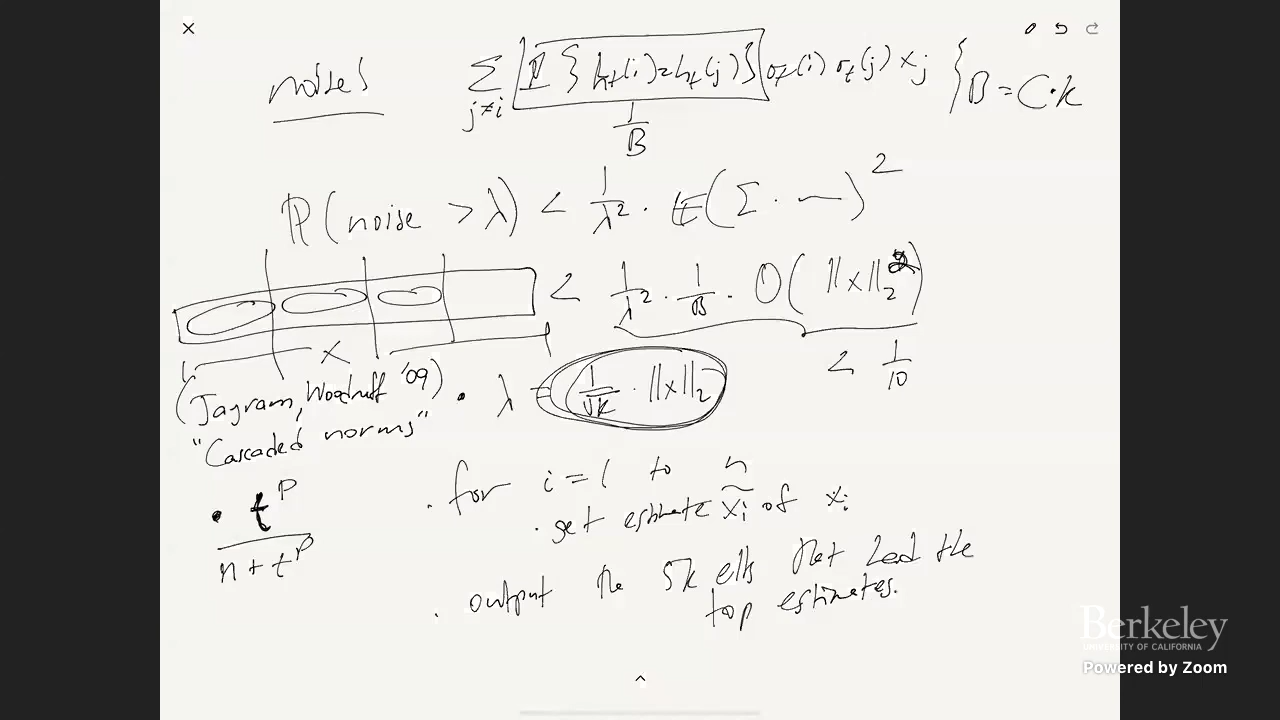 noise: Σ_{j≠i} 𝟙{h_t(i)=h_t(j)} σ_t(i) σ_t(j) x_j } B = C·k
1/B
ℙ(noise > λ) < 1/λ² · 𝔼(Σ · ~)²
< 1/λ² · 1/B · O(||x||₂²)
x
< 1/10
(Jayram, Woodruff '09)
"Cascaded norms"
• λ = 1/√k · ||x||₂
• t^p / n + t^p
· for i = 1 to n
· get estimate x̃_i of x_i
· output the 5k elts that lead the
top estimates.
Berkeley
UNIVERSITY OF CALIFORNIA
Powered by Zoom